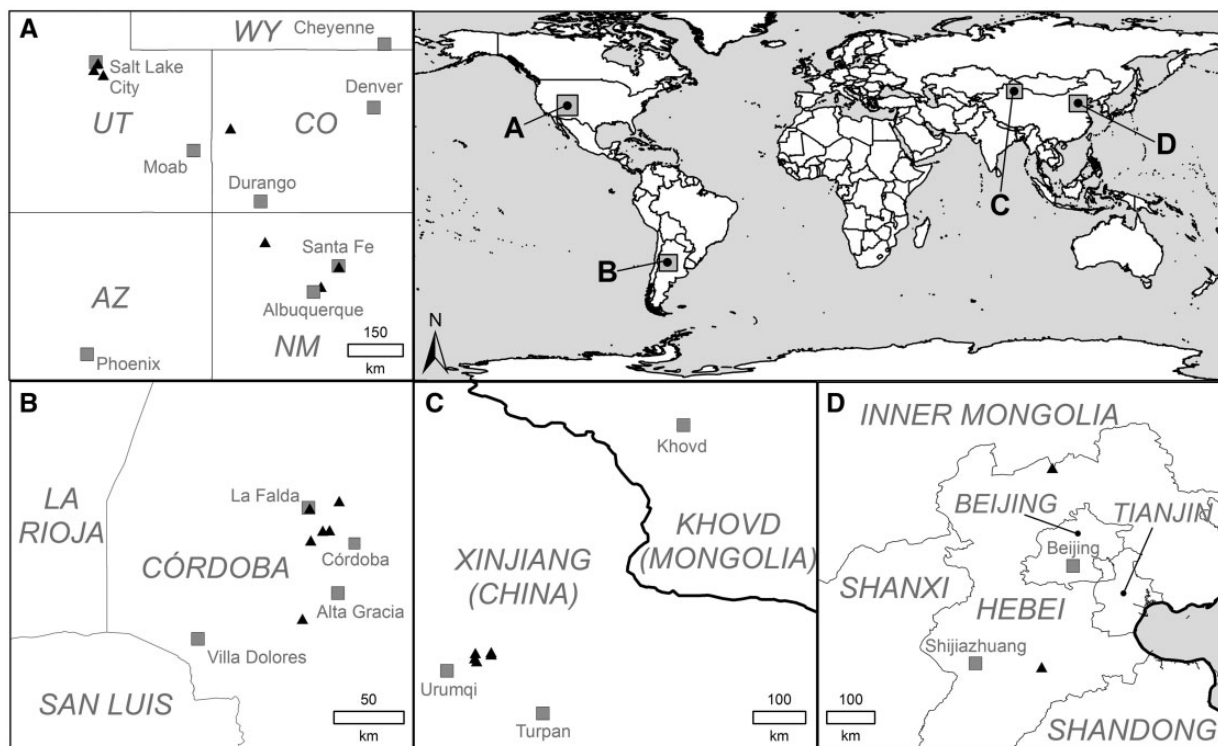 A
WY
Cheyenne
Salt Lake
City
Denver
UT
CO
Moab
Durango
Santa Fe
AZ
Albuquerque
Phoenix
NM
150
km
A
B
C
D
N
B
LA
RIOJA
La Falda
CÓRDOBA
Córdoba
Alta Gracia
Villa Dolores
SAN LUIS
50
km
C
Khovd
KHOVD
(MONGOLIA)
XINJIANG
(CHINA)
Urumqi
Turpan
100
km
D
INNER MONGOLIA
BEIJING
TIANJIN
Beijing
SHANXI
HEBEI
Shijiazhuang
100
km
SHANDONG